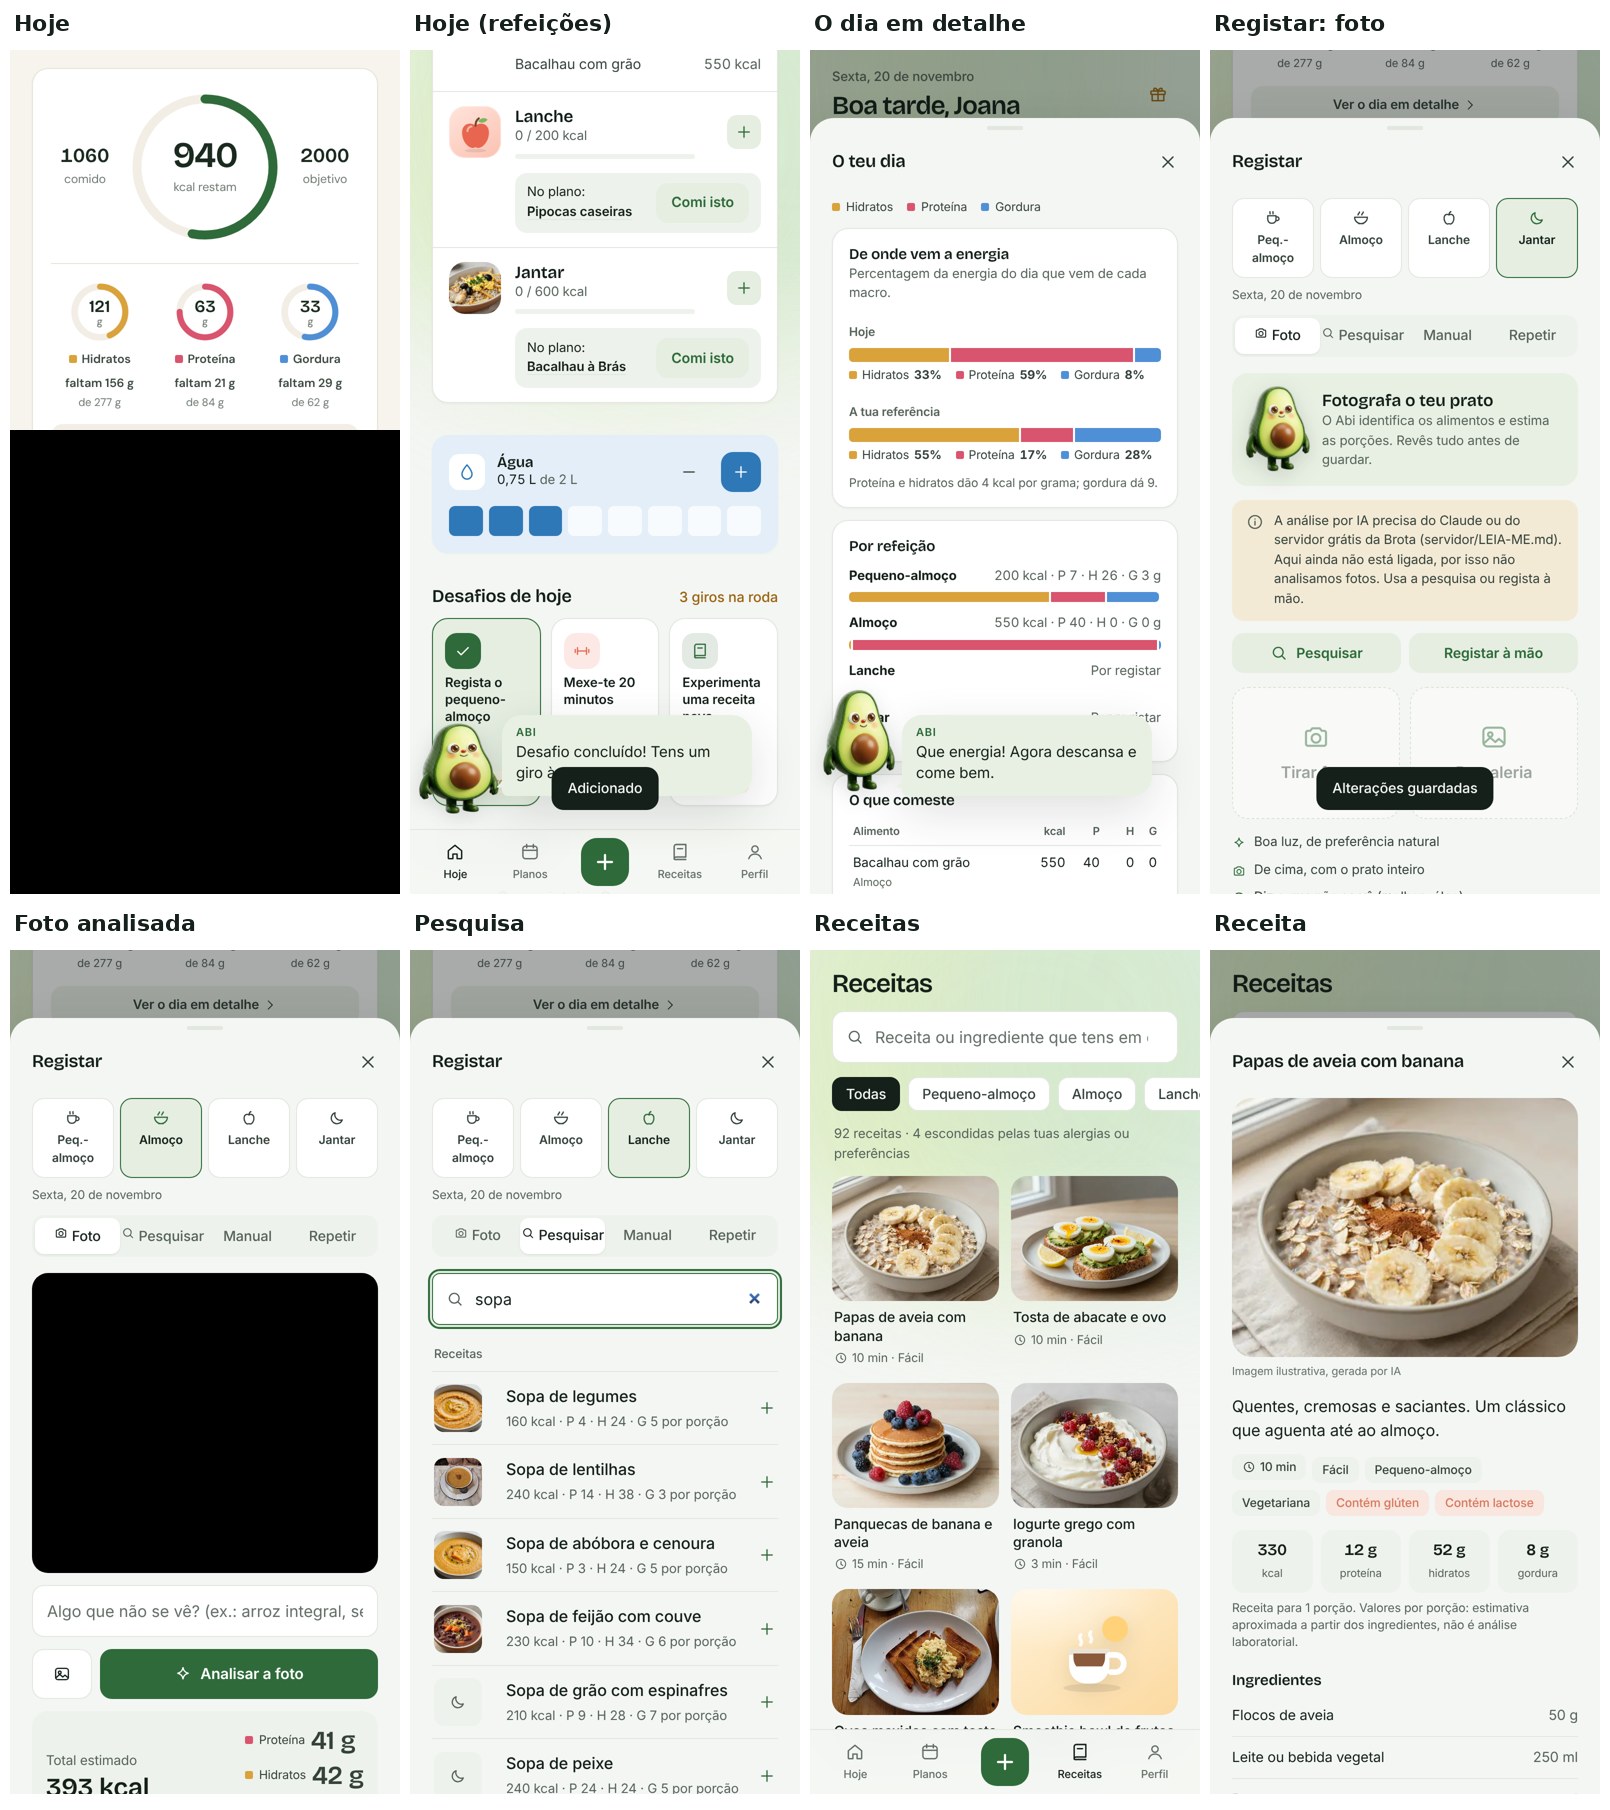 Hoje
1060
comido
940
kcal restam
2000
objetivo
121
g
63
g
33
g
Hidratos
Proteína
Gordura
faltam 156 g
faltam 21 g
faltam 29 g
de 277 g
de 84 g
de 62 g
Hoje (refeições)
Bacalhau com grão
550 kcal
Lanche
0 / 200 kcal
No plano:
Pipocas caseiras
Comi isto
Jantar
0 / 600 kcal
No plano:
Bacalhau à Brás
Comi isto
Água
0,75 L de 2 L
Desafios de hoje
3 giros na roda
Regista o
pequeno-
almoço
Mexe-te 20
minutos
Experimenta
uma receita
ABI
Desafio concluído! Tens um
giro
Adicionado
Hoje
Planos
Receitas
Perfil
O dia em detalhe
Sexta, 20 de novembro
Boa tarde, Joana
O teu dia
Hidratos
Proteína
Gordura
De onde vem a energia
Percentagem da energia do dia que vem de cada
macro.
Hoje
Hidratos 33%
Proteína 59%
Gordura 8%
A tua referência
Hidratos 55%
Proteína 17%
Gordura 28%
Proteína e hidratos dão 4 kcal por grama; gordura dá 9.
Por refeição
Pequeno-almoço
200 kcal · P 7 · H 26 · G 3 g
Almoço
550 kcal · P 40 · H 0 · G 0 g
Lanche
Por registar
ABI
Que energia! Agora descansa e
come bem.
O que comeste
Alimento
kcal
P
H
G
Bacalhau com grão
550
40
0
0
Almoço
Registar: foto
de 277 g
de 84 g
de 62 g
Ver o dia em detalhe
Registar
Peq.-
almoço
Almoço
Lanche
Jantar
Sexta, 20 de novembro
Foto
Pesquisar
Manual
Repetir
Fotografa o teu prato
O Abi identifica os alimentos e estima
as porções. Revês tudo antes de
guardar.
A análise por IA precisa do Claude ou do
servidor grátis da Brota (servidor/LEIA-ME.md).
Aqui ainda não está ligada, por isso não
analisamos fotos. Usa a pesquisa ou regista à
mão.
Pesquisar
Registar à mão
Tirar
Alterações guardadas
Boa luz, de preferência natural
De cima, com o prato inteiro
Foto analisada
de 277 g
de 84 g
de 62 g
Ver o dia em detalhe
Registar
Peq.-
almoço
Almoço
Lanche
Jantar
Sexta, 20 de novembro
Foto
Pesquisar
Manual
Repetir
Algo que não se vê? (ex.: arroz integral, se
Analisar a foto
Total estimado
393 kcal
Proteína 41 g
Hidratos 42 g
Pesquisa
de 277 g
de 84 g
de 62 g
Ver o dia em detalhe
Registar
Peq.-
almoço
Almoço
Lanche
Jantar
Sexta, 20 de novembro
Foto
Pesquisar
Manual
Repetir
sopa
Receitas
Sopa de legumes
160 kcal · P 4 · H 24 · G 5 por porção
Sopa de lentilhas
240 kcal · P 14 · H 38 · G 3 por porção
Sopa de abóbora e cenoura
150 kcal · P 3 · H 24 · G 5 por porção
Sopa de feijão com couve
230 kcal · P 10 · H 34 · G 6 por porção
Sopa de grão com espinafres
210 kcal · P 9 · H 28 · G 7 por porção
Sopa de peixe
240 kcal · P 24 · H 24 · G 5 por porção
Receitas
Receitas
Receita ou ingrediente que tens em
Todas
Pequeno-almoço
Almoço
Lanche
92 receitas · 4 escondidas pelas tuas alergias ou
preferências
Papas de aveia com
banana
10 min · Fácil
Tosta de abacate e ovo
10 min · Fácil
Panquecas de banana e
aveia
15 min · Fácil
Iogurte grego com
granola
3 min · Fácil
Hoje
Planos
Receitas
Perfil
Receita
Receitas
Papas de aveia com banana
Imagem ilustrativa, gerada por IA
Quentes, cremosas e saciantes. Um clássico
que aguenta até ao almoço.
10 min
Fácil
Pequeno-almoço
Vegetariana
Contém glúten
Contém lactose
330
kcal
12 g
proteína
52 g
hidratos
8 g
gordura
Receita para 1 porção. Valores por porção: estimativa
aproximada a partir dos ingredientes, não é análise
laboratorial.
Ingredientes
Flocos de aveia
50 g
Leite ou bebida vegetal
250 ml